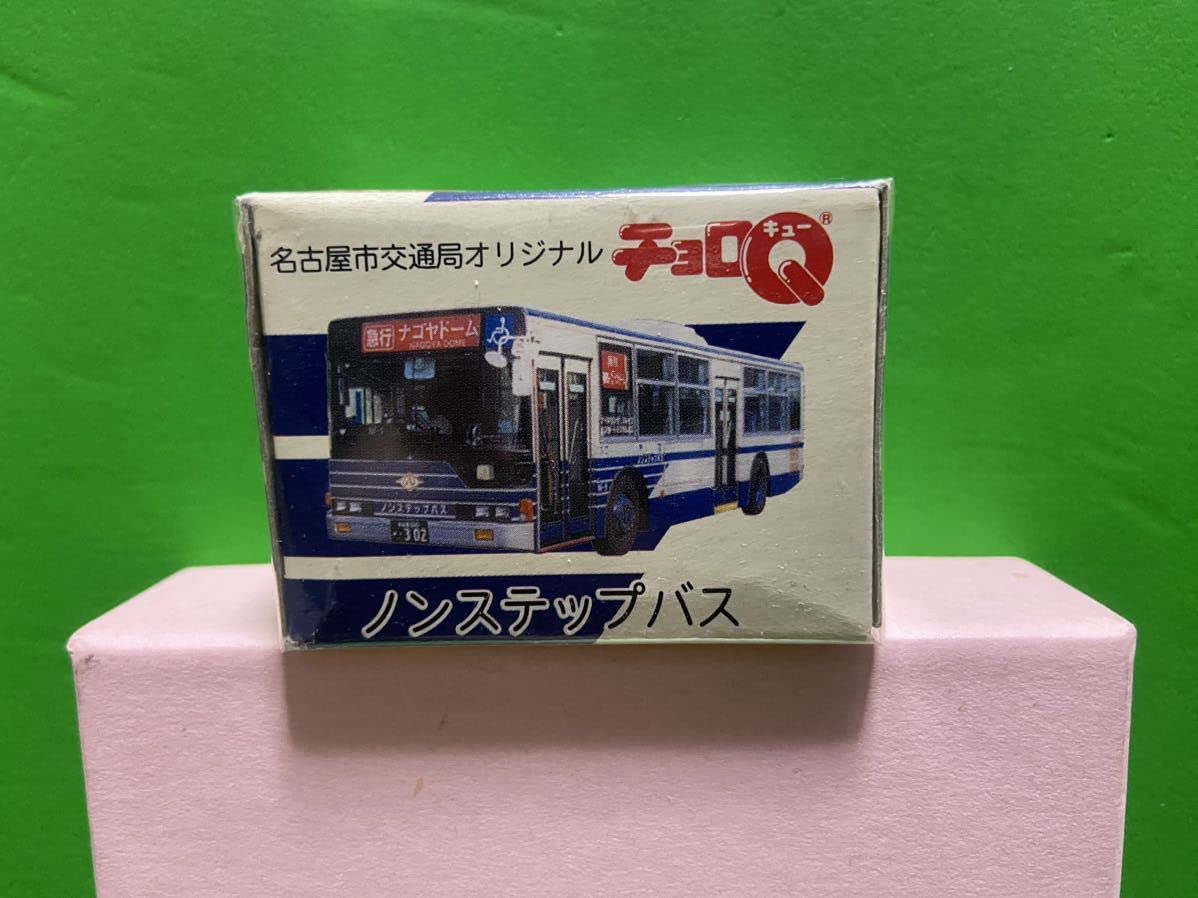 名古屋市交通局オリジナル チョロQ キュー ®
急行 ナゴヤドーム
NAGOYA DOME
急行
ノンステップバス
302
ノンステップバス